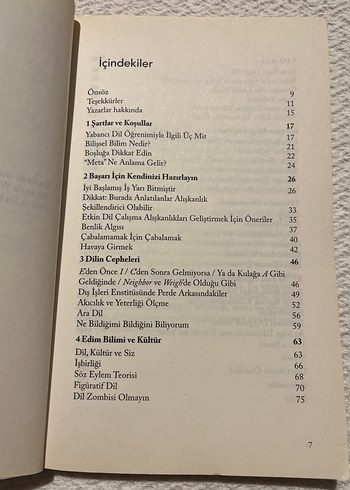 İçindekiler
Önsöz 9
Teşekkürler 11
Yazarlar hakkında 15
1 Şartlar ve Koşullar 17
Yabancı Dil Öğrenimiyle İlgili Üç Mit 17
Bilişsel Bilim Nedir? 21
Boşluğa Dikkat Edin 22
"Meta" Ne Anlama Gelir? 24
2 Başarı İçin Kendinizi Hazırlayın 26
İyi Başlanmış İş Yarı Bitmiştir 26
Dikkat: Burada Anlatılanlar Alışkanlık
Şekillendirici Olabilir 33
Etkin Dil Çalışma Alışkanlıkları Geliştirmek İçin Öneriler 35
Benlik Algısı 37
Çabalamamak İçin Çabalamak 40
Havaya Girmek 42
3 Dilin Cepheleri 46
E'den Önce I / C'den Sonra Gelmiyorsa / Ya da Kulağa A Gibi
Geldiğinde / Neighbor ve Weigh'de Olduğu Gibi 46
Dış İşleri Enstitüsünde Perde Arkasındakiler 49
Akıcılık ve Yeterliği Ölçme 52
Ara Dil 56
Ne Bildiğimi Bildiğini Biliyorum 59
4 Edim Bilimi ve Kültür 63
Dil, Kültür ve Siz 63
İşbirliği 66
Söz Eylem Teorisi 68
Figüratif Dil 70
Dil Zombisi Olmayın 75
7